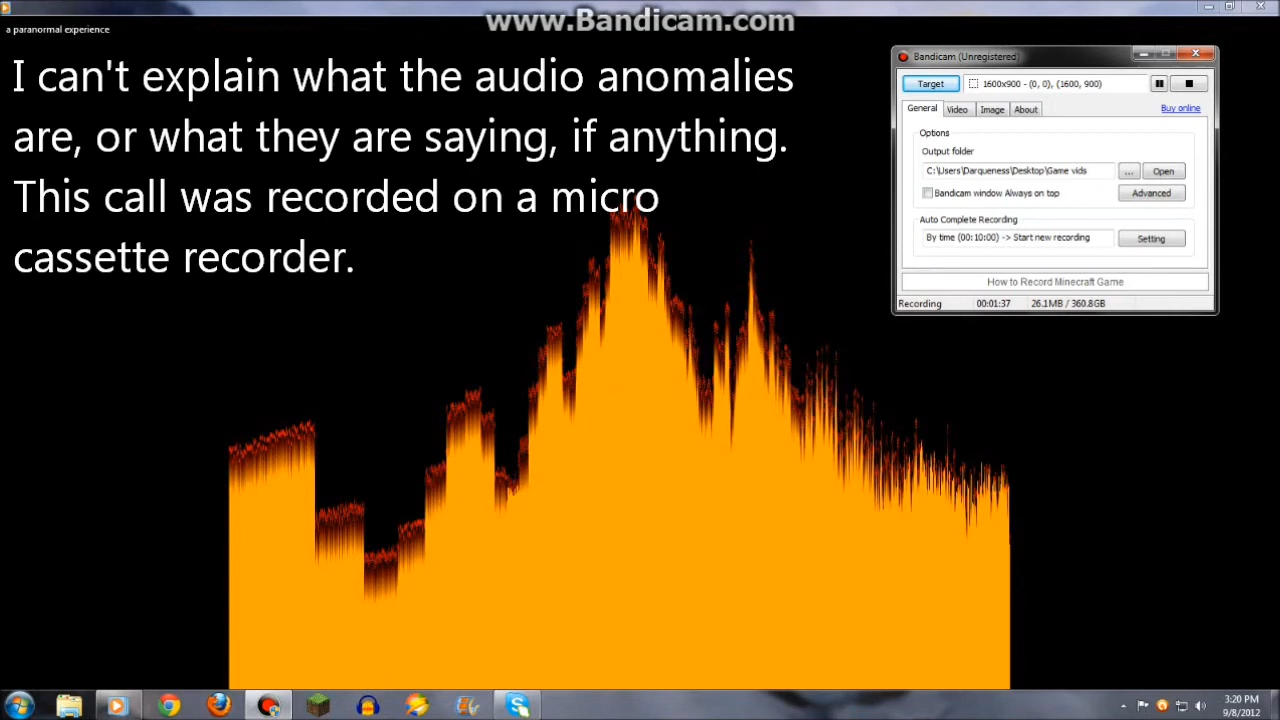 www.Bandicam.com
a paranormal experience
I can't explain what the audio anomalies
are, or what they are saying, if anything.
This call was recorded on a micro
cassette recorder.
Bandicam (Unregistered)
Target
1600x900 - (0, 0), (1600, 900)
General Video Image About
Buy online
Options
Output folder
C:\Users\Darqueness\Desktop\Game vids
... Open
Bandicam window Always on top
Advanced
Auto Complete Recording
By time (00:10:00) -> Start new recording
Setting
How to Record Minecraft Game
Recording 00:01:37 26.1MB / 360.8GB
3:20 PM
9/8/2012